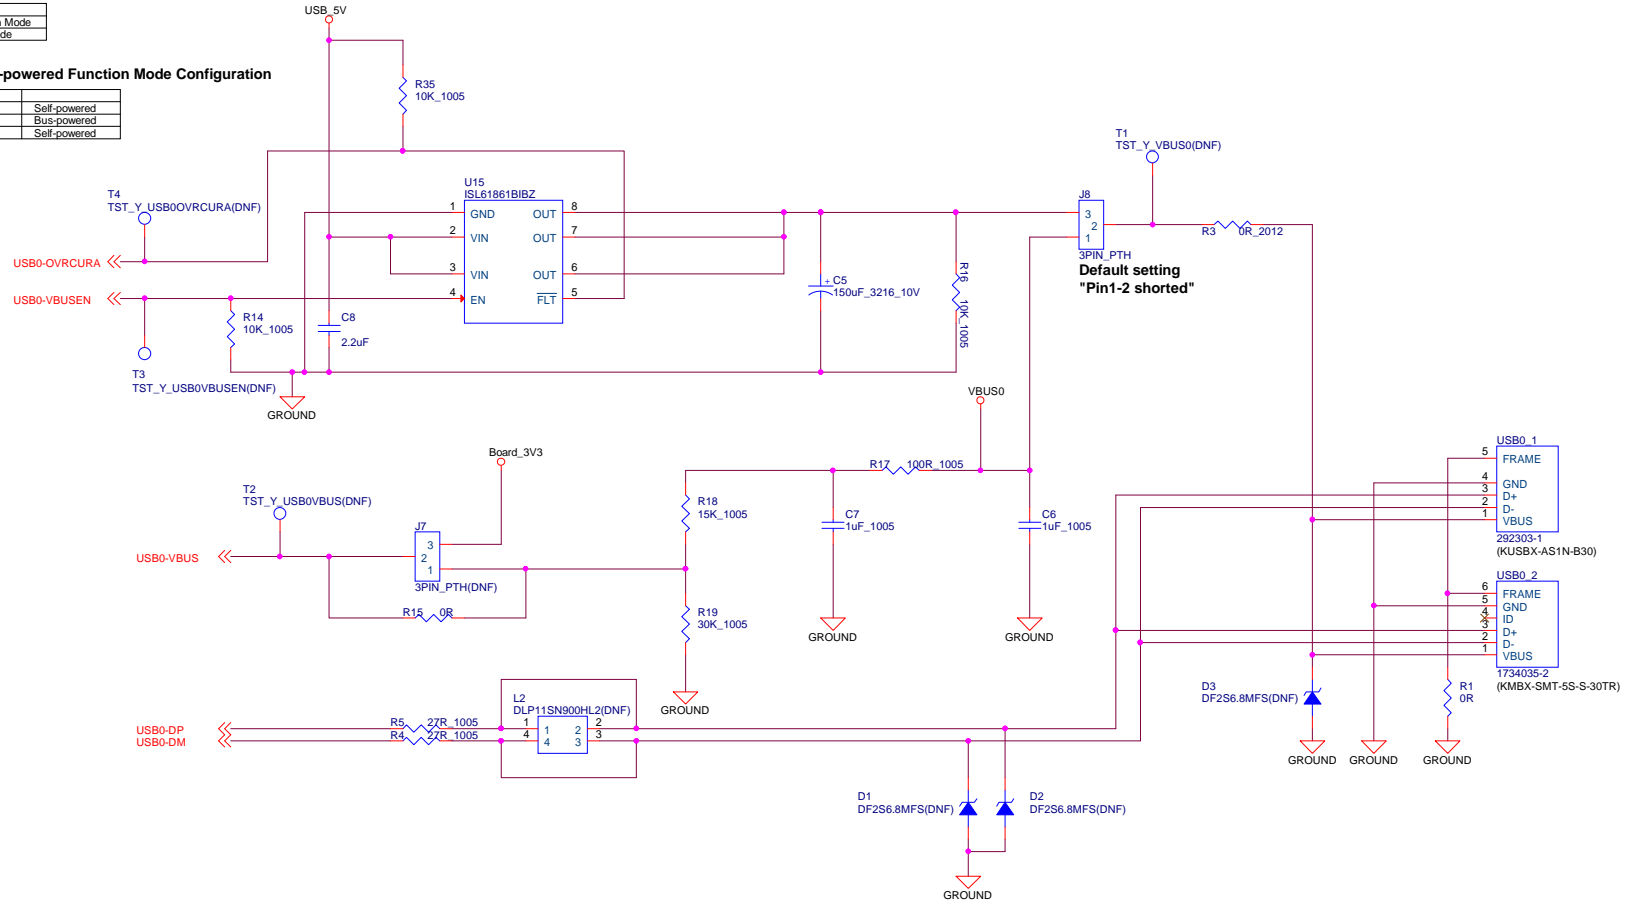 Mode
USB_5V
-powered Function Mode Configuration
Self-powered
Bus-powered
Self-powered
R35
10K_1005
T1
TST_Y_VBUS0(DNF)
T4
TST_Y_USB0OVRCURA(DNF)
U15
ISL61861BIBZ
1 GND OUT 8
2 VIN OUT 7
3 VIN OUT 6
4 EN FLT 5
J8
3
2
1
3PIN_PTH
Default setting
"Pin1-2 shorted"
R3 0R_2012
USB0-OVRCURA
USB0-VBUSEN
R14
10K_1005
C8
2.2uF
+ C5
150uF_3216_10V
R16
10K_1005
T3
TST_Y_USB0VBUSEN(DNF)
GROUND
VBUS0
Board_3V3
R17 100R_1005
T2
TST_Y_USB0VBUS(DNF)
R18
15K_1005
C7
1uF_1005
C6
1uF_1005
J7
3
2
1
3PIN_PTH(DNF)
USB0-VBUS
R15 0R
R19
30K_1005
GROUND
GROUND
GROUND
USB0_1
5 FRAME
4 GND
3 D+
2 D-
1 VBUS
292303-1
(KUSBX-AS1N-B30)
USB0_2
6 FRAME
5 GND
4 ID
3 D+
2 D-
1 VBUS
1734035-2
(KMBX-SMT-5S-S-30TR)
D3
DF2S6.8MFS(DNF)
R1
0R
GROUND
GROUND
GROUND
L2
DLP11SN900HL2(DNF)
1 1 2 2
4 4 3 3
USB0-DP
USB0-DM
R5 27R_1005
R4 27R_1005
D1
DF2S6.8MFS(DNF)
D2
DF2S6.8MFS(DNF)
GROUND